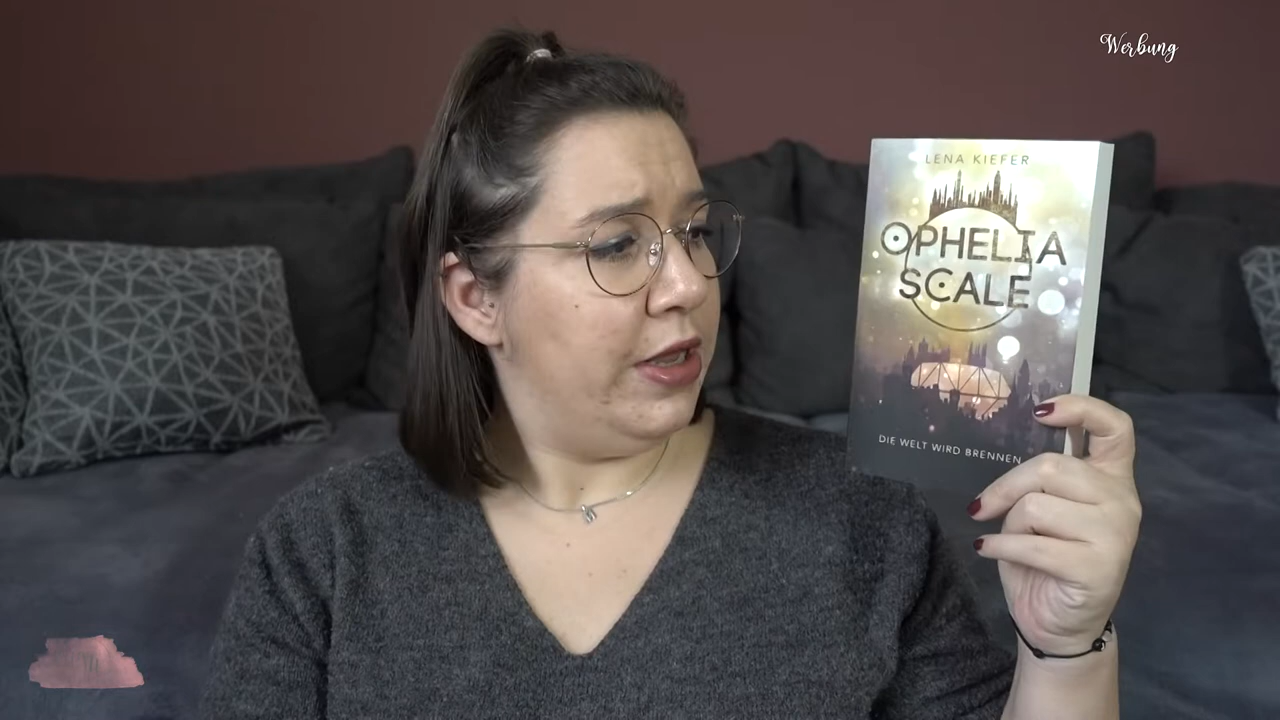 Werbung
LENA KIEFER
OPHELIA
SCALE
DIE WELT WIRD BRENNEN